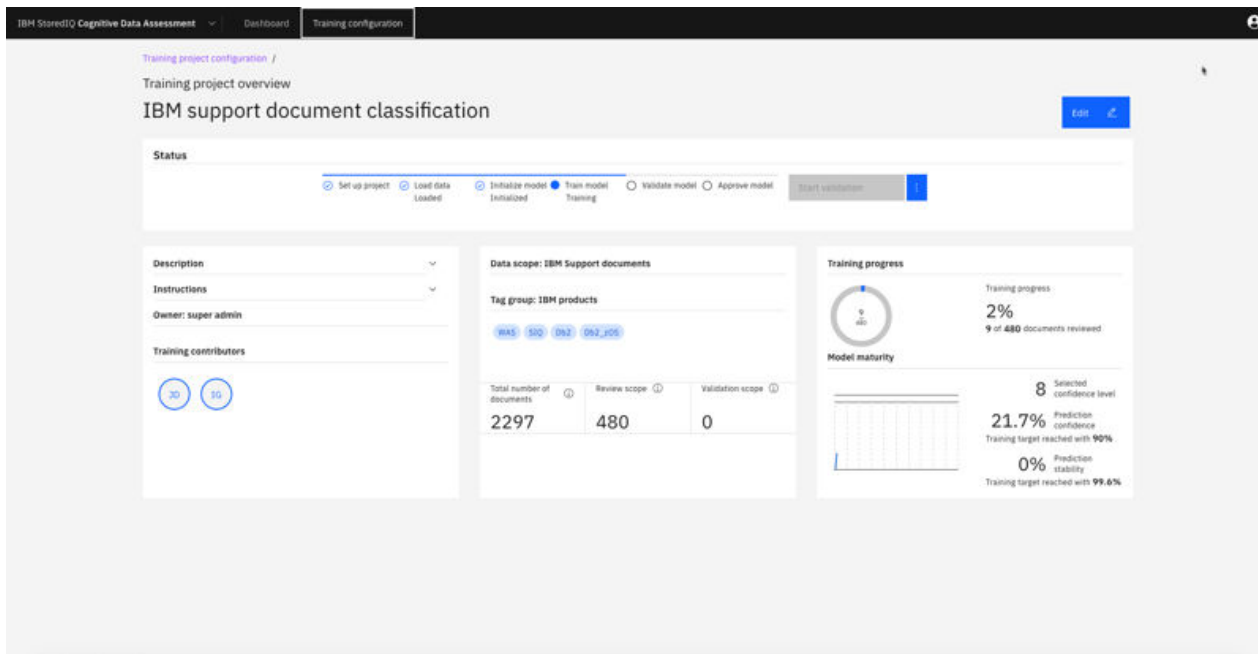 IBM StoredIQ Cognitive Data Assessment Dashboard Training configuration
Training project configuration /
Training project overview
IBM support document classification
Edit
Status
Set up project Load data Initialize model Train model Validate model Approve model Start validation
Loaded Initialized Training
Description
Instructions
Owner: super admin
Training contributors
JD IG
Data scope: IBM Support documents
Tag group: IBM products
WAS SIQ Db2 Db2_zOS
Total number of documents
2297
Review scope
480
Validation scope
0
Training progress
9
of
480
Training progress
2%
9 of 480 documents reviewed
Model maturity
8 Selected confidence level
21.7% Prediction confidence
Training target reached with 90%
0% Prediction stability
Training target reached with 99.6%